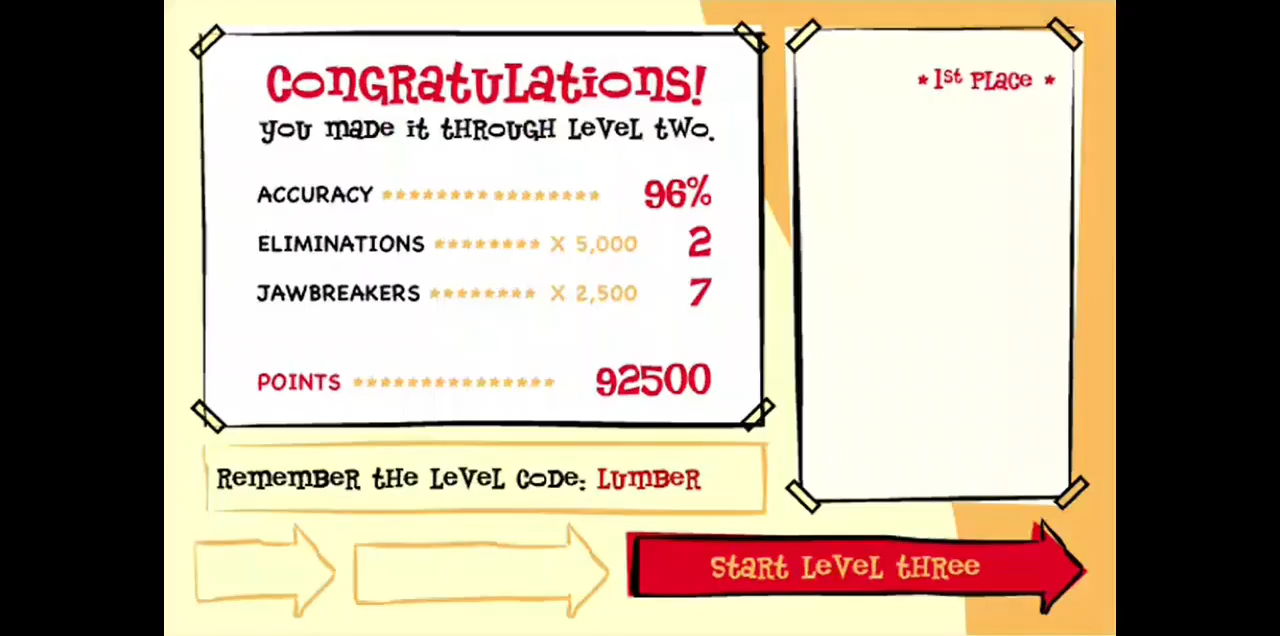 Congratulations!
You made it through level two.
ACCURACY **************** 96%
ELIMINATIONS ******** X 5,000 2
JAWBREAKERS ******** X 2,500 7
POINTS *************** 92500
Remember the level code: LUMBER
* 1st Place *
Start Level Three